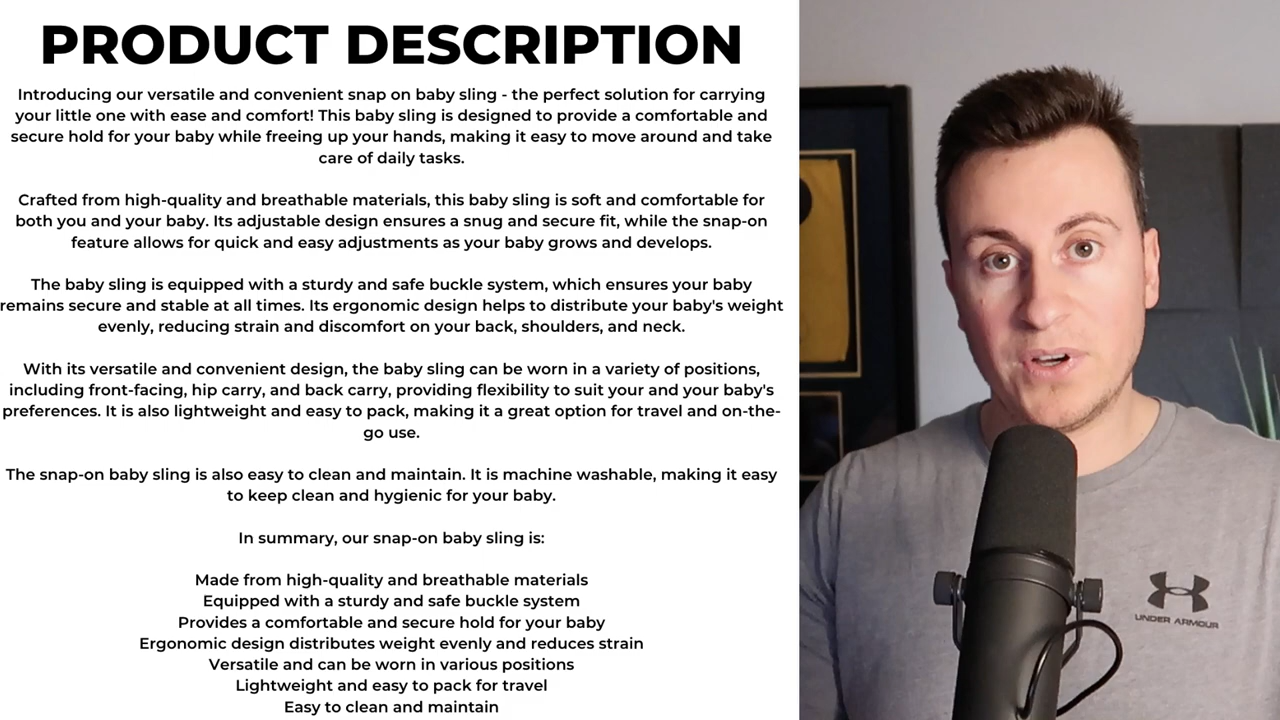 PRODUCT DESCRIPTION
Introducing our versatile and convenient snap on baby sling - the perfect solution for carrying
your little one with ease and comfort! This baby sling is designed to provide a comfortable and
secure hold for your baby while freeing up your hands, making it easy to move around and take
care of daily tasks.
Crafted from high-quality and breathable materials, this baby sling is soft and comfortable for
both you and your baby. Its adjustable design ensures a snug and secure fit, while the snap-on
feature allows for quick and easy adjustments as your baby grows and develops.
The baby sling is equipped with a sturdy and safe buckle system, which ensures your baby
remains secure and stable at all times. Its ergonomic design helps to distribute your baby's weight
evenly, reducing strain and discomfort on your back, shoulders, and neck.
With its versatile and convenient design, the baby sling can be worn in a variety of positions,
including front-facing, hip carry, and back carry, providing flexibility to suit your and your baby's
preferences. It is also lightweight and easy to pack, making it a great option for travel and on-the-
go use.
The snap-on baby sling is also easy to clean and maintain. It is machine washable, making it easy
to keep clean and hygienic for your baby.
In summary, our snap-on baby sling is:
Made from high-quality and breathable materials
Equipped with a sturdy and safe buckle system
Provides a comfortable and secure hold for your baby
Ergonomic design distributes weight evenly and reduces strain
Versatile and can be worn in various positions
Lightweight and easy to pack for travel
Easy to clean and maintain
UNDER ARMOUR